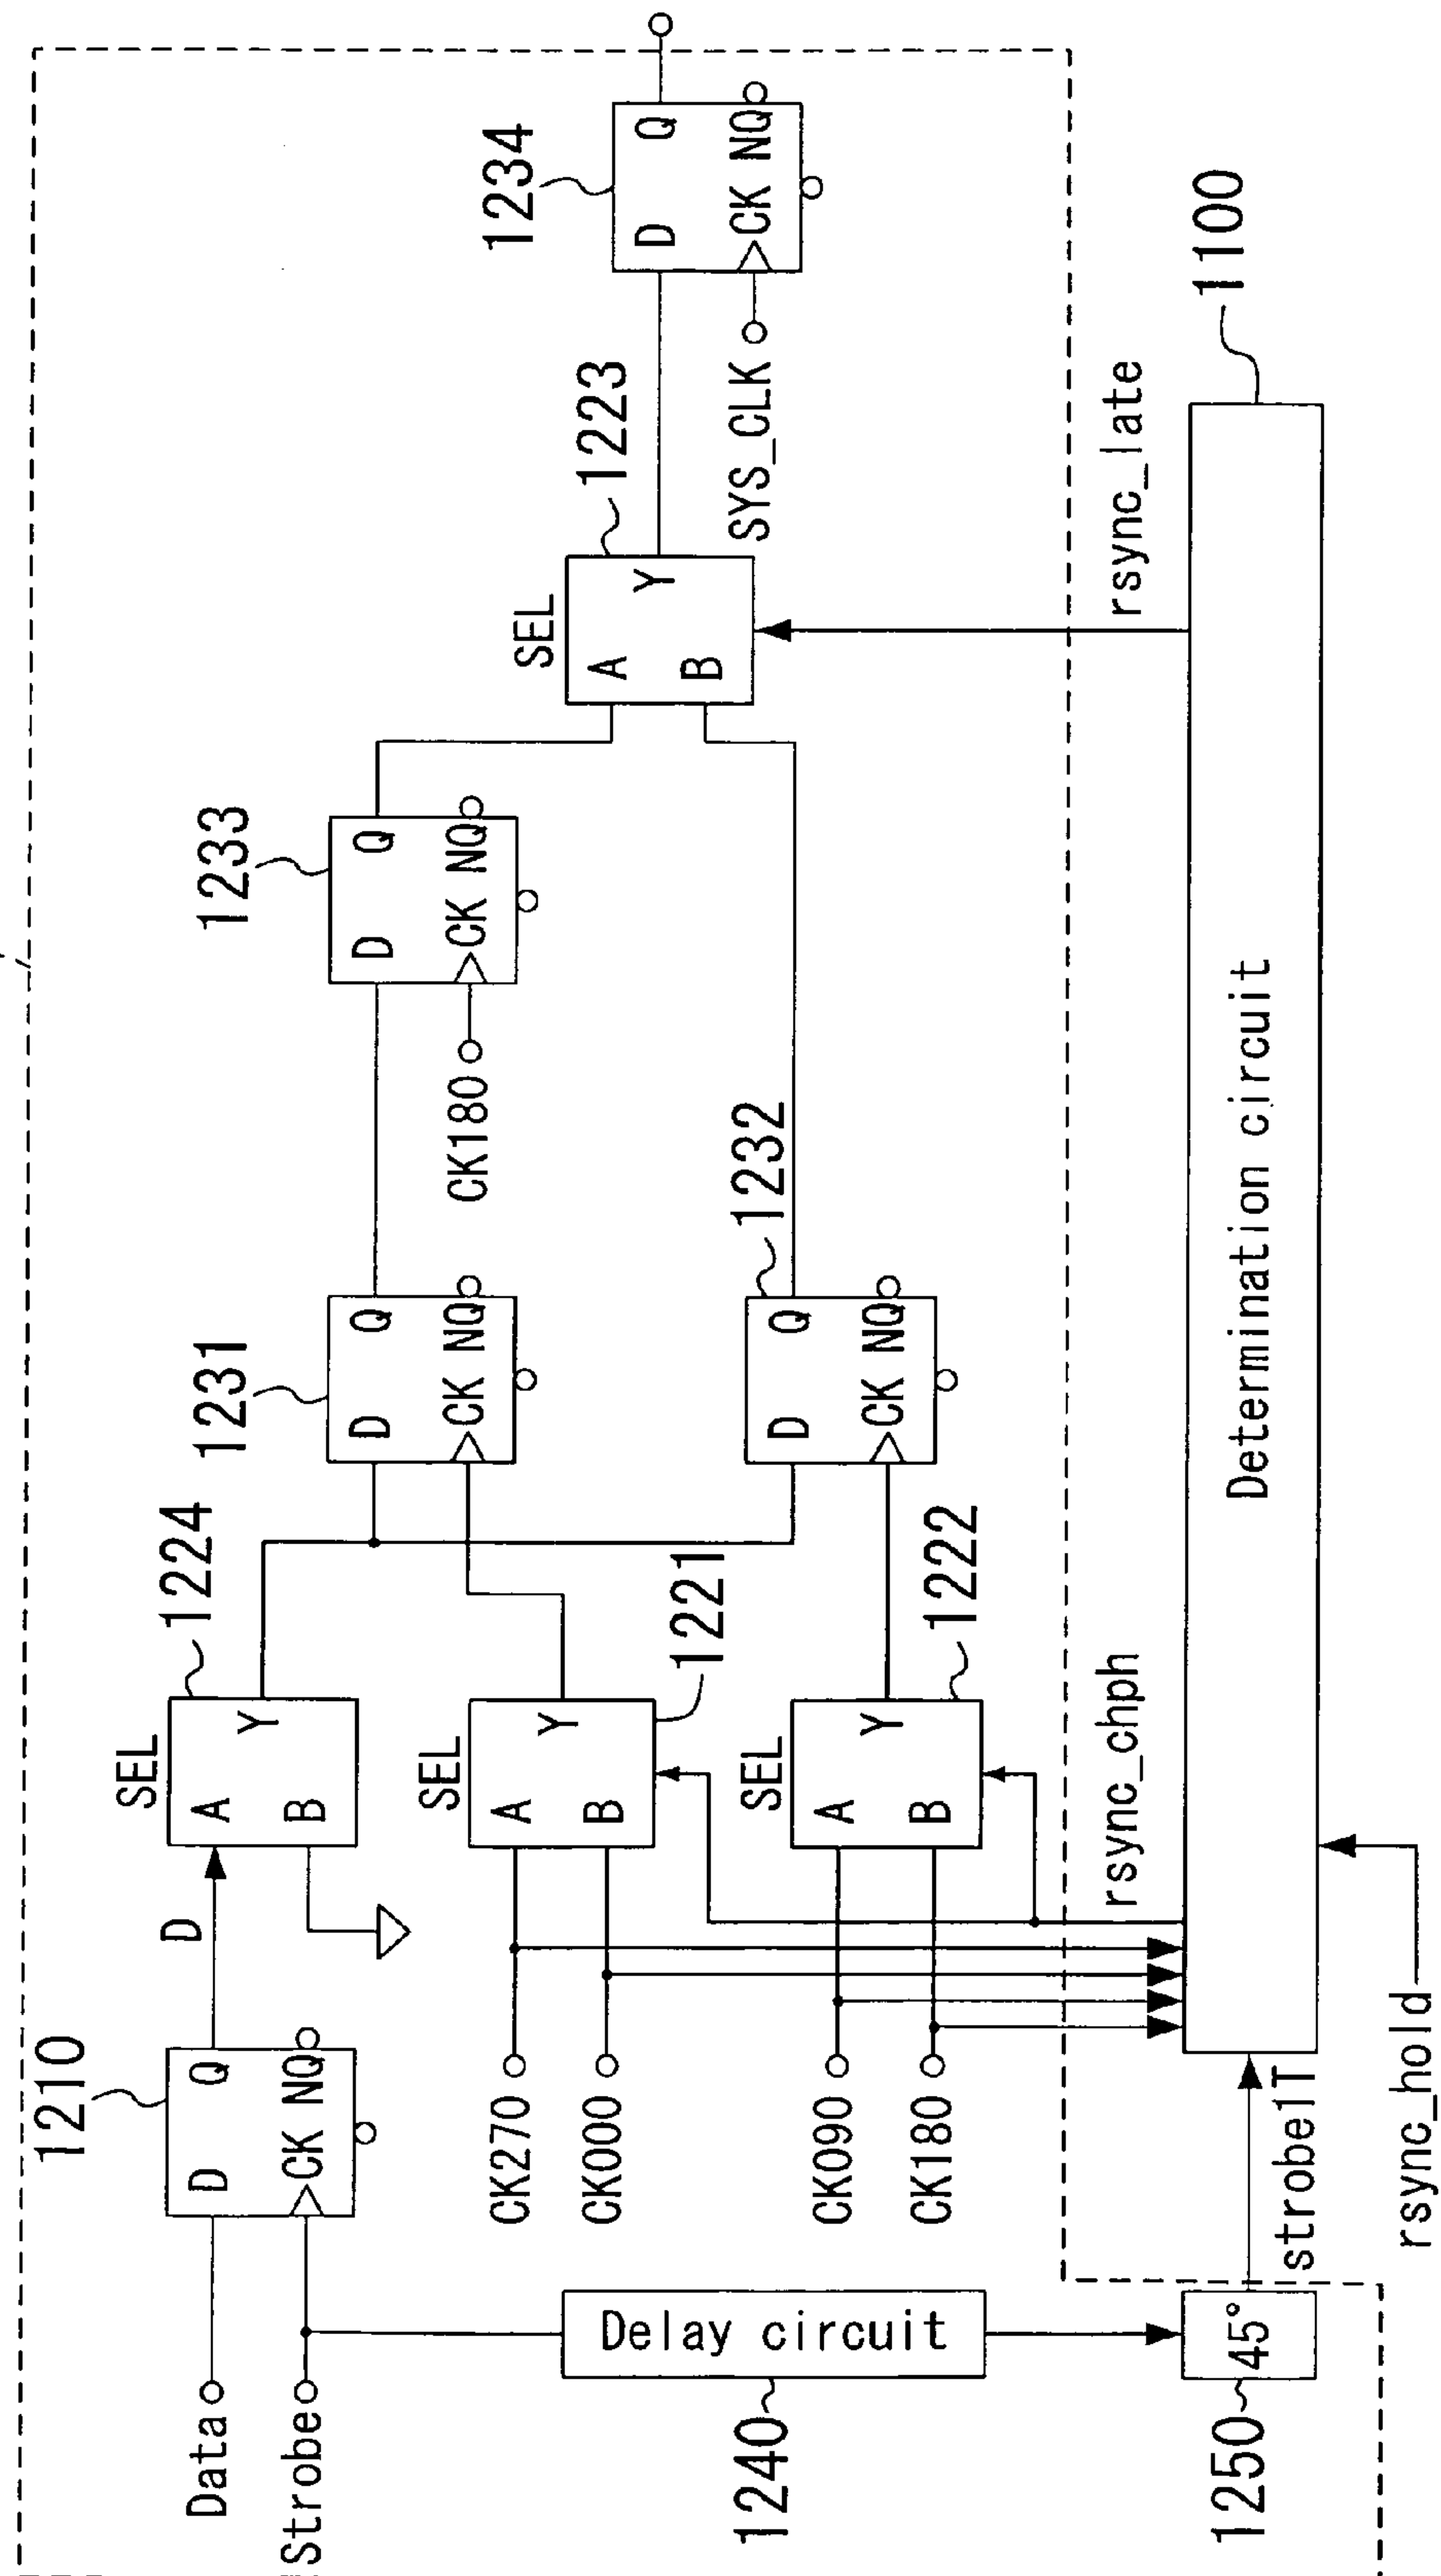 Data
Strobe
1210
D Q
CK NQ
D
SEL
1224
A Y
B
CK270
CK000
SEL
1221
A Y
B
CK090
CK180
SEL
1222
A Y
B
1231
D Q
CK NQ
1232
D Q
CK NQ
1233
D Q
CK NQ
CK180
SEL
1223
A Y
B
1234
D Q
CK NQ
SYS_CLK
1240
Delay circuit
1250
45°
strobe1T
rsync_chph
rsync_late
rsync_hold
Determination circuit
1100